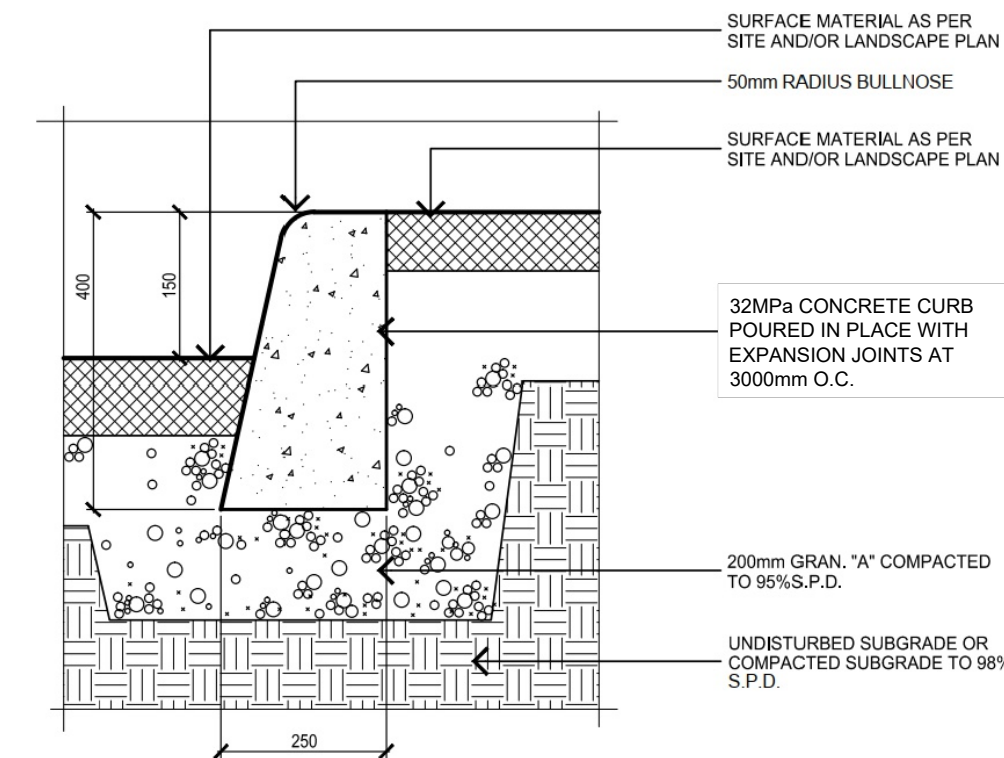 SURFACE MATERIAL AS PER
SITE AND/OR LANDSCAPE PLAN
50mm RADIUS BULLNOSE
SURFACE MATERIAL AS PER
SITE AND/OR LANDSCAPE PLAN
400
150
32MPa CONCRETE CURB
POURED IN PLACE WITH
EXPANSION JOINTS AT
3000mm O.C.
200mm GRAN. "A" COMPACTED
TO 95%S.P.D.
UNDISTURBED SUBGRADE OR
COMPACTED SUBGRADE TO 98%
S.P.D.
250